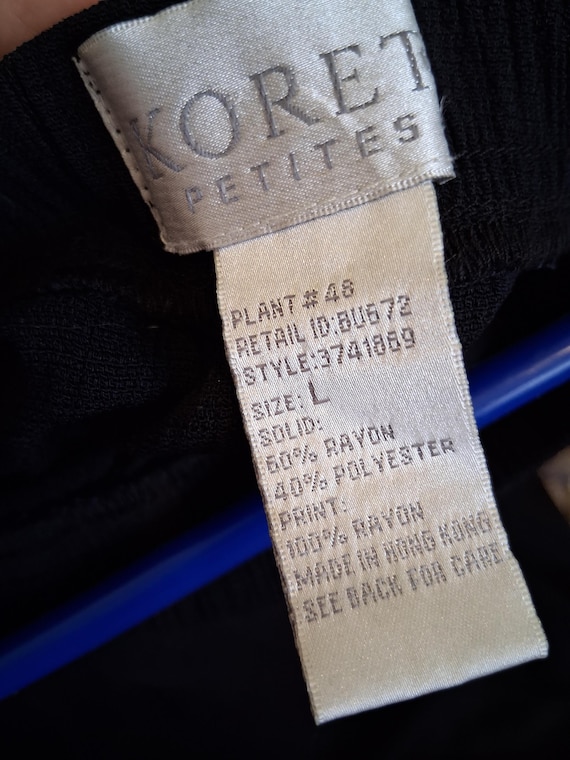 KORET
PETITES
PLANT # 48
RETAIL ID:BU672
STYLE:3741869
SIZE: L
SOLID:
60% RAYON
40% POLYESTER
PRINT:
100% RAYON
MADE IN HONG KONG
SEE BACK FOR CARE